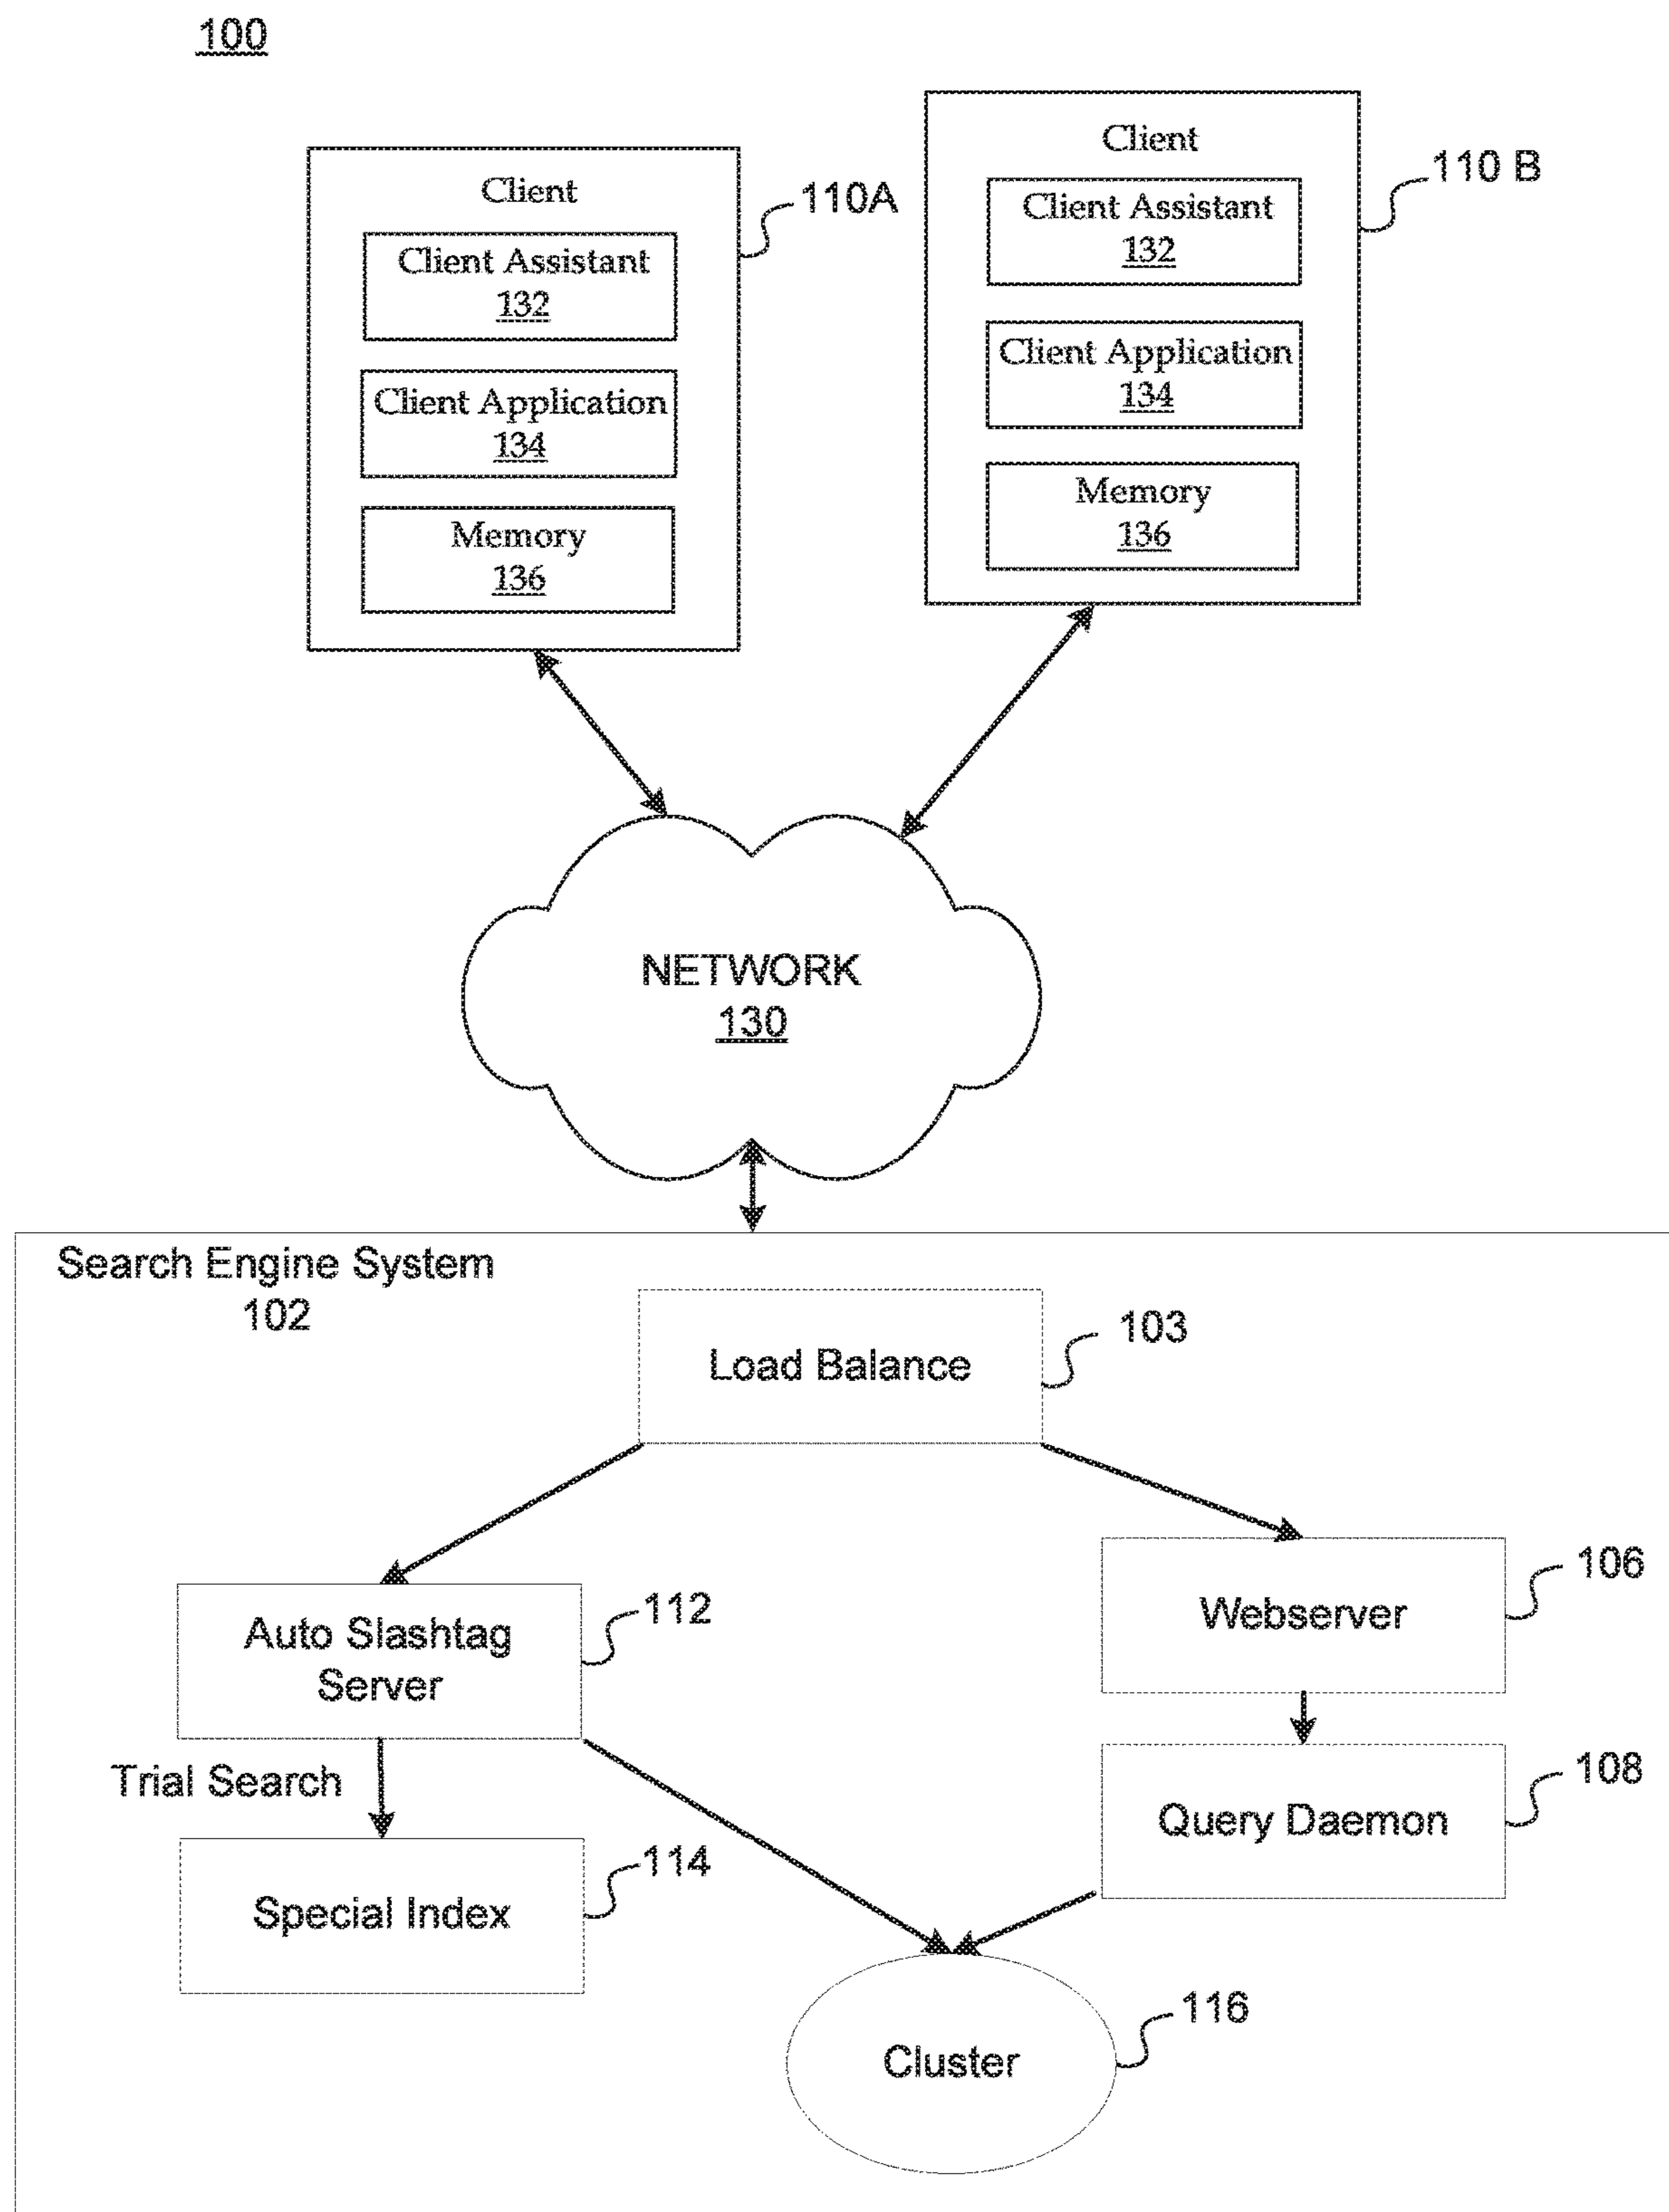 100
Client
Client Assistant
132
Client Application
134
Memory
136
110A
Client
Client Assistant
132
Client Application
134
Memory
136
110 B
NETWORK
130
Search Engine System
102
Load Balance
103
Auto Slashtag
Server
112
Webserver
106
Trial Search
Query Daemon
108
Special Index
114
Cluster
116